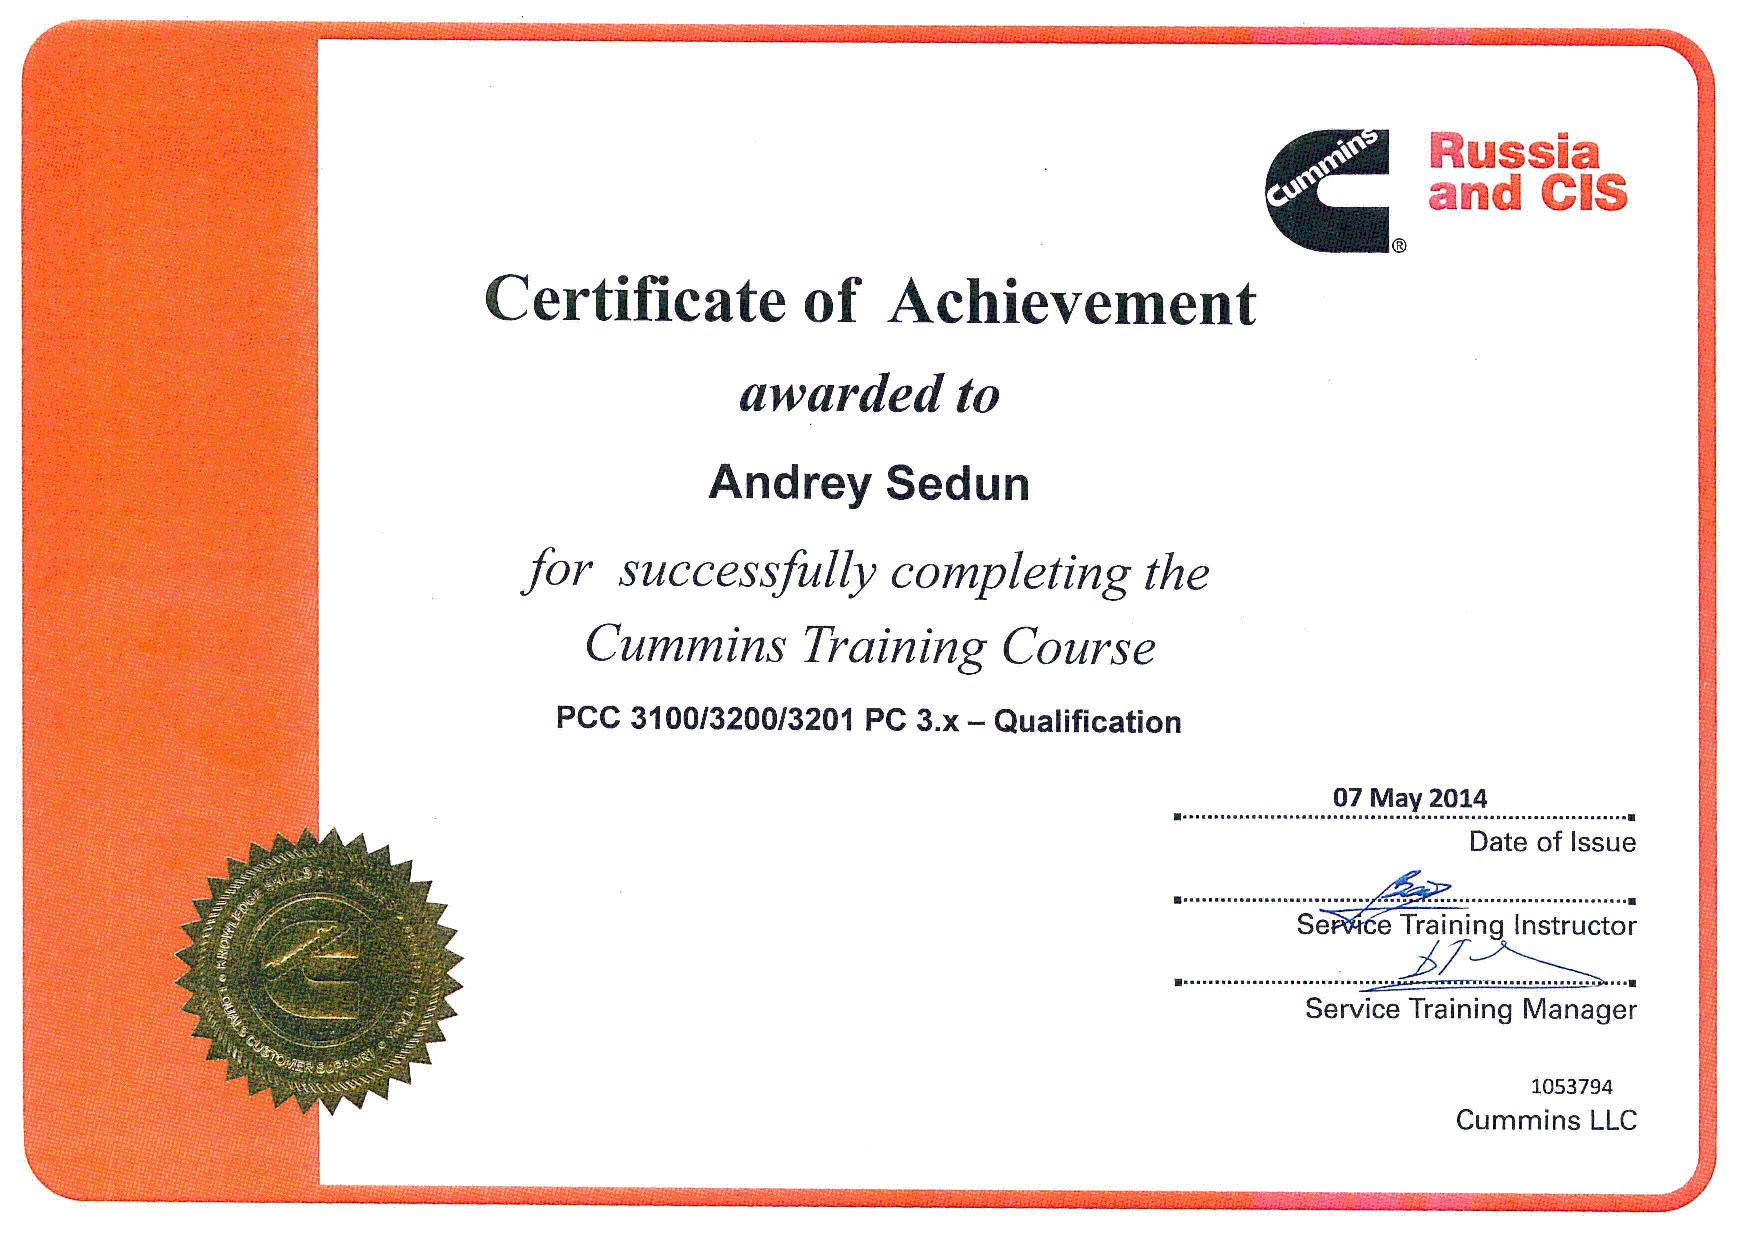 Cummins
®
Russia
and CIS
Certificate of Achievement
awarded to
Andrey Sedun
for successfully completing the
Cummins Training Course
PCC 3100/3200/3201 PC 3.x – Qualification
07 May 2014
Date of Issue
Service Training Instructor
Service Training Manager
1053794
Cummins LLC
KNOWLEDGE SKILLS
CUSTOMER SUPPORT